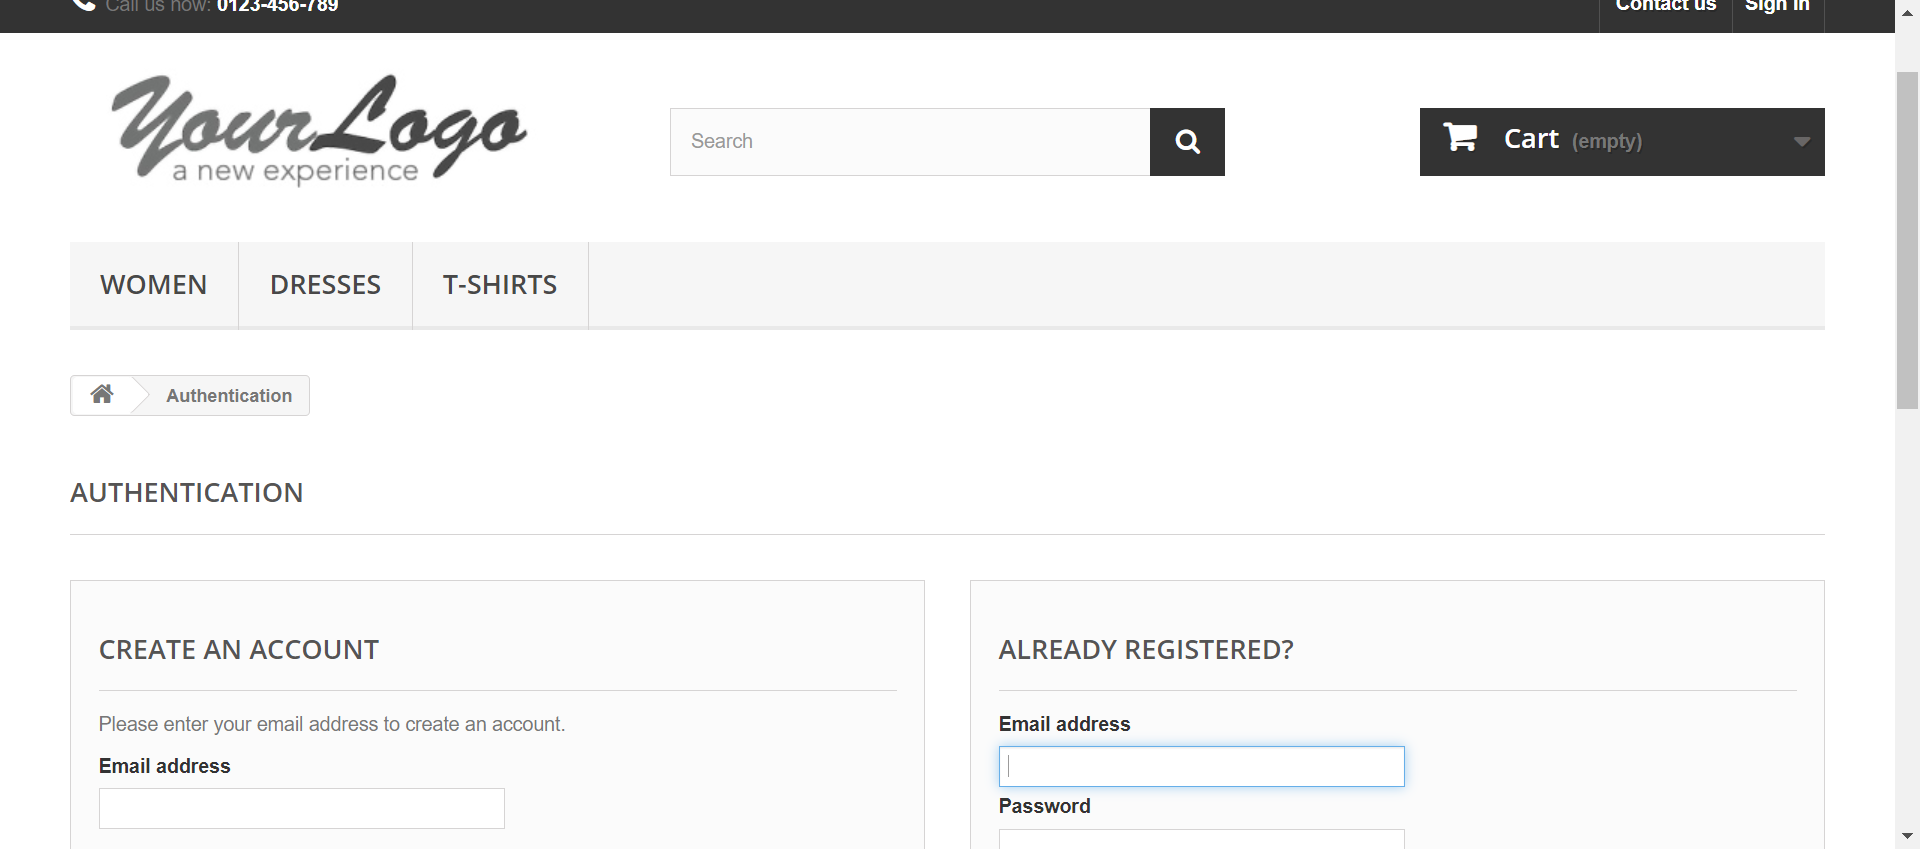 Call us now: 0123-456-789
Contact us
Sign in
YourLogo
a new experience
Search
Cart (empty)
WOMEN
DRESSES
T-SHIRTS
Authentication
AUTHENTICATION
CREATE AN ACCOUNT
Please enter your email address to create an account.
Email address
ALREADY REGISTERED?
Email address
Password